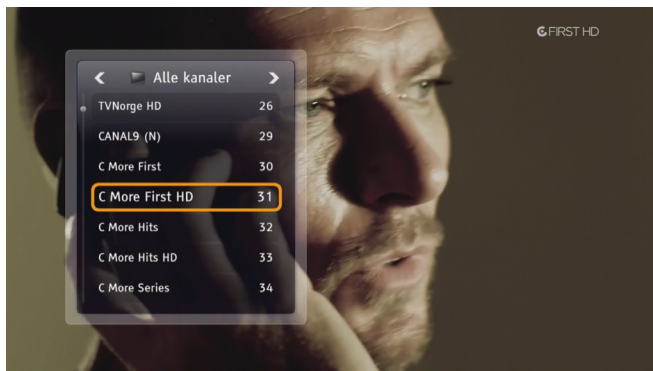 FIRST HD
Alle kanaler
TVNorge HD 26
CANAL9 (N) 29
C More First 30
C More First HD 31
C More Hits 32
C More Hits HD 33
C More Series 34